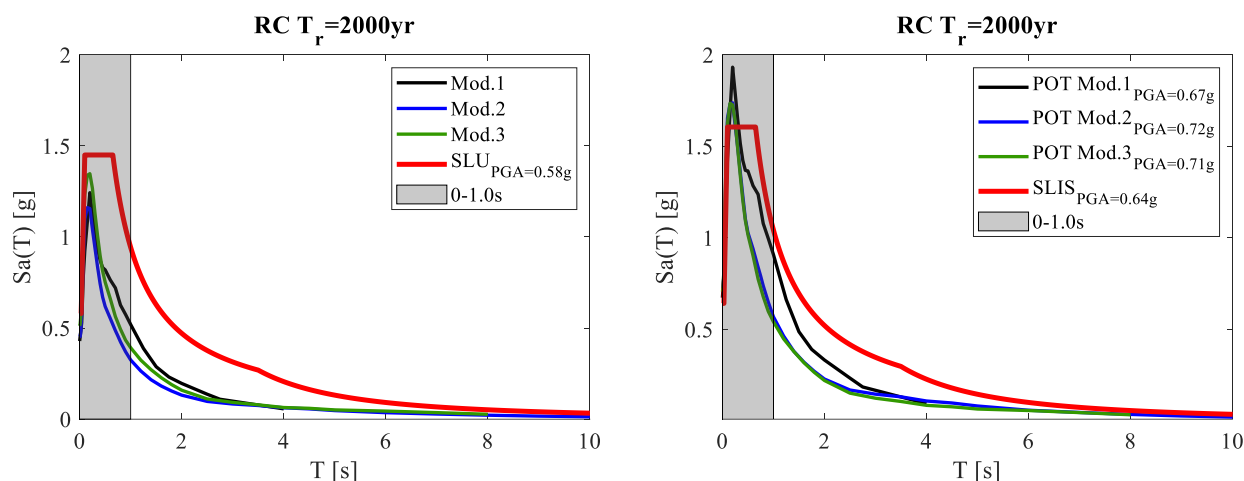 RC T_r=2000yr
2
1.5
1
0.5
0
Sa(T) [g]
0 2 4 6 8 10
T [s]
Mod.1
Mod.2
Mod.3
SLU_PGA=0.58g
0-1.0s
RC T_r=2000yr
2
1.5
1
0.5
0
Sa(T) [g]
0 2 4 6 8 10
T [s]
POT Mod.1_PGA=0.67g
POT Mod.2_PGA=0.72g
POT Mod.3_PGA=0.71g
SLIS_PGA=0.64g
0-1.0s